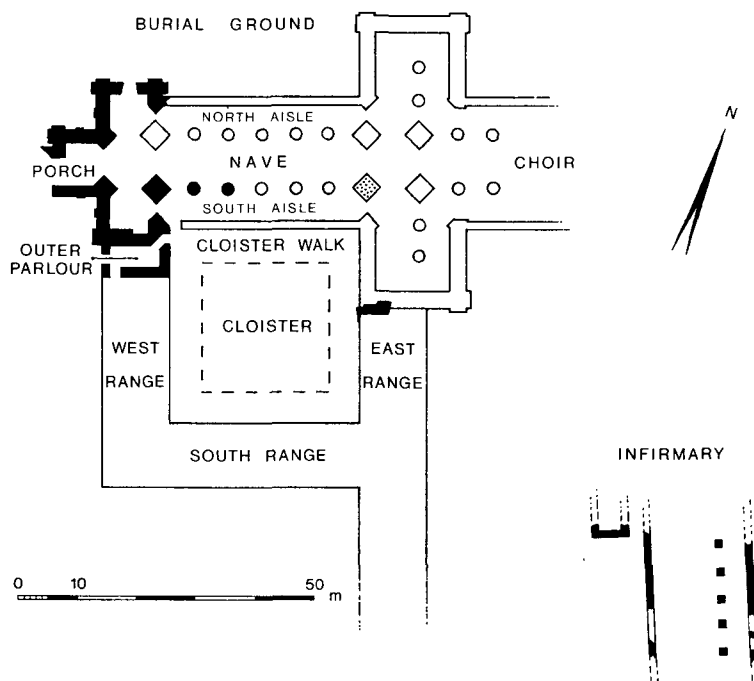 BURIAL GROUND
N
NORTH AISLE
PORCH
NAVE
CHOIR
SOUTH AISLE
OUTER
PARLOUR
CLOISTER WALK
CLOISTER
WEST
RANGE
EAST
RANGE
SOUTH RANGE
INFIRMARY
0 10 50
m